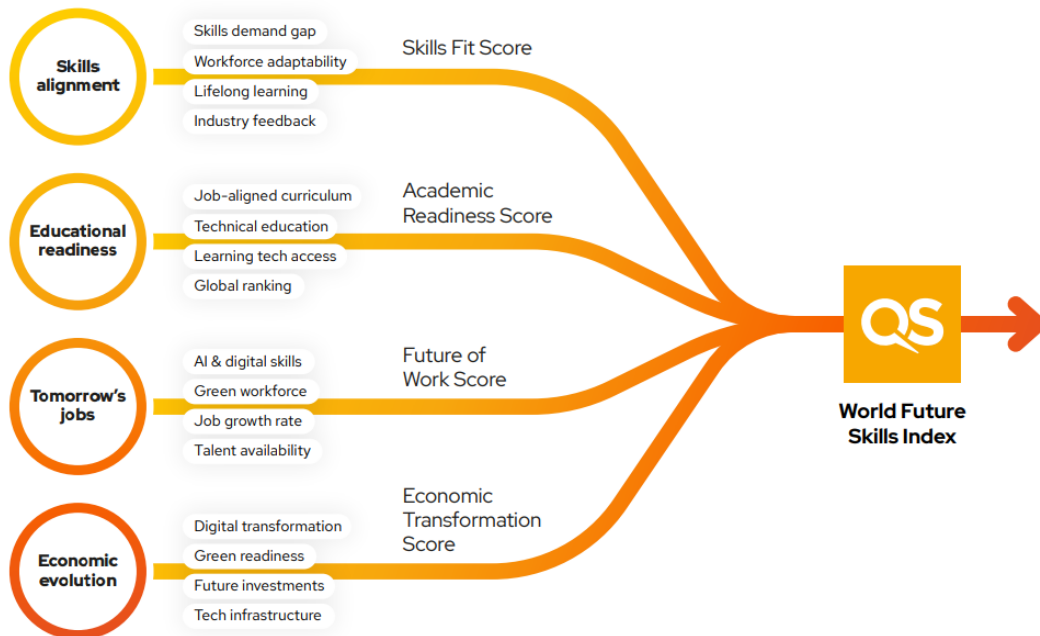 Skills
alignment
Skills demand gap
Workforce adaptability
Lifelong learning
Industry feedback
Skills Fit Score
Educational
readiness
Job-aligned curriculum
Technical education
Learning tech access
Global ranking
Academic
Readiness Score
Tomorrow's
jobs
AI & digital skills
Green workforce
Job growth rate
Talent availability
Future of
Work Score
Economic
evolution
Digital transformation
Green readiness
Future investments
Tech infrastructure
Economic
Transformation
Score
QS
World Future
Skills Index